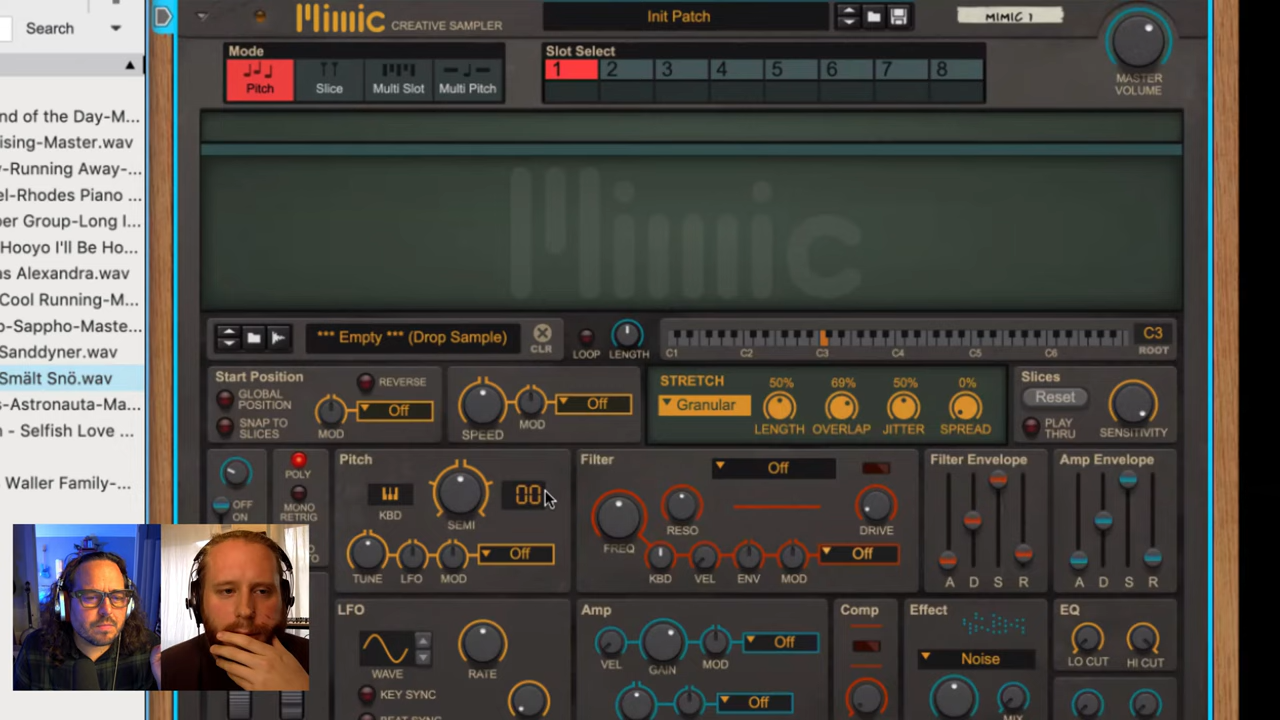 Search
Mimic CREATIVE SAMPLER
Init Patch
MIMIC 1
MASTER
VOLUME
Mode
Pitch
Slice
Multi Slot
Multi Pitch
Slot Select
1 2 3 4 5 6 7 8
Mimic
nd of the Day-M...
ising-Master.wav
-Running Away-...
el-Rhodes Piano ...
per Group-Long I...
Hooyo I'll Be Ho...
as Alexandra.wav
Cool Running-M...
p-Sappho-Maste...
Sanddyner.wav
Smält Snö.wav
s-Astronauta-Ma...
n - Selfish Love ...
Waller Family-...
*** Empty *** (Drop Sample)
CLR
LOOP
LENGTH
C1 C2 C3 C4 C5 C6
C3
ROOT
Start Position
GLOBAL
POSITION
SNAP TO
SLICES
REVERSE
MOD
Off
SPEED
MOD
Off
STRETCH
Granular
50% 69% 50% 0%
LENGTH OVERLAP JITTER SPREAD
Slices
Reset
PLAY
THRU
SENSITIVITY
OFF
ON
POLY
MONO
RETRIG
Pitch
KBD
SEMI
00
TUNE LFO MOD
Off
Filter
Off
FREQ
RESO
DRIVE
KBD VEL ENV MOD
Off
Filter Envelope
A D S R
Amp Envelope
A D S R
LFO
WAVE
RATE
KEY SYNC
Amp
VEL GAIN MOD
Off
Off
Comp
Effect
Noise
MIX
EQ
LO CUT HI CUT